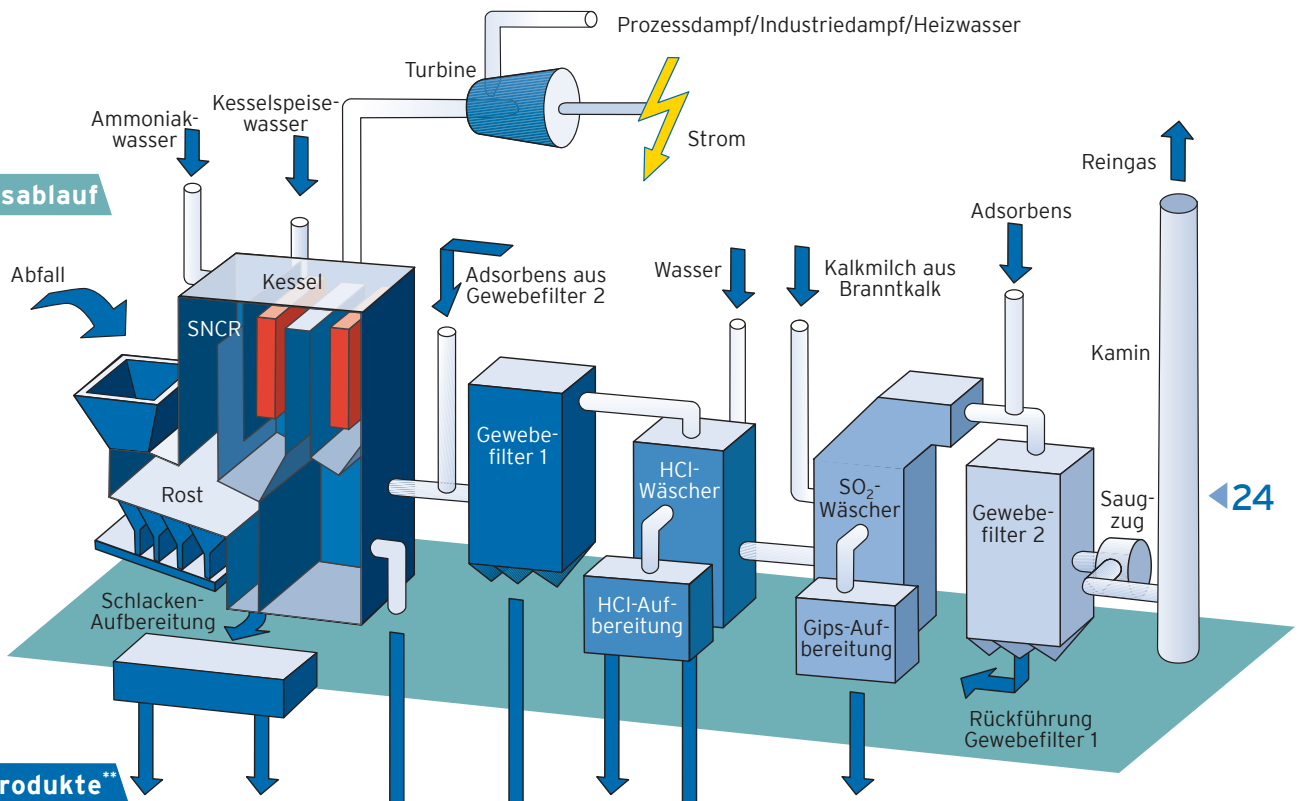 Prozessdampf/Industriedampf/Heizwasser
Turbine
Kesselspeise-
wasser
Ammoniak-
wasser
Strom
Reingas
sablauf
Adsorbens
Abfall
Kessel
Adsorbens aus
Gewebefilter 2
Wasser
Kalkmilch aus
Branntkalk
SNCR
Kamin
Gewebe-
filter 1
HCl-
Wäscher
SO₂-
Wäscher
Rost
Gewebe-
filter 2
Saug-
zug
24
Schlacken-
Aufbereitung
HCl-Auf-
bereitung
Gips-Auf-
bereitung
Rückführung
Gewebefilter 1
rodukte**